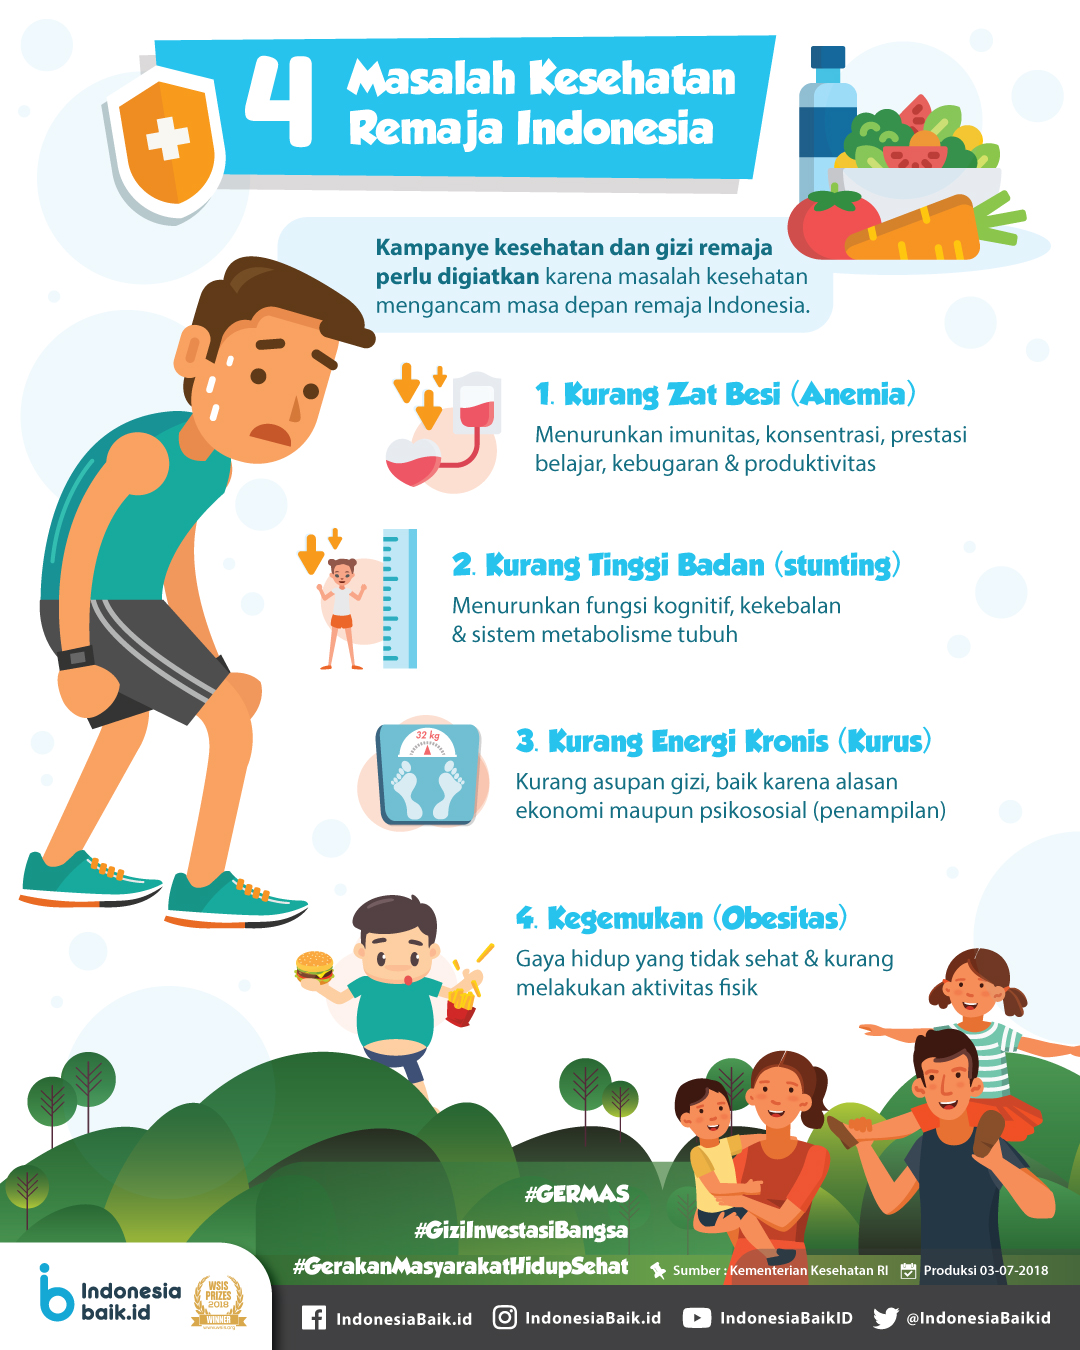 4 Masalah Kesehatan
Remaja Indonesia
Kampanye kesehatan dan gizi remaja
perlu digiatkan karena masalah kesehatan
mengancam masa depan remaja Indonesia.
1. Kurang Zat Besi (Anemia)
Menurunkan imunitas, konsentrasi, prestasi
belajar, kebugaran & produktivitas
2. Kurang Tinggi Badan (stunting)
Menurunkan fungsi kognitif, kekebalan
& sistem metabolisme tubuh
32 kg
3. Kurang Energi Kronis (Kurus)
Kurang asupan gizi, baik karena alasan
ekonomi maupun psikososial (penampilan)
4. Kegemukan (Obesitas)
Gaya hidup yang tidak sehat & kurang
melakukan aktivitas fisik
#GERMAS
#GiziInvestasiBangsa
#GerakanMasyarakatHidupSehat
Sumber : Kementerian Kesehatan RI
Produksi 03-07-2018
Indonesia
baik.id
WSIS
PRIZES
2018
WINNER
IndonesiaBaik.id
IndonesiaBaik.id
IndonesiaBaikID
@IndonesiaBaikid